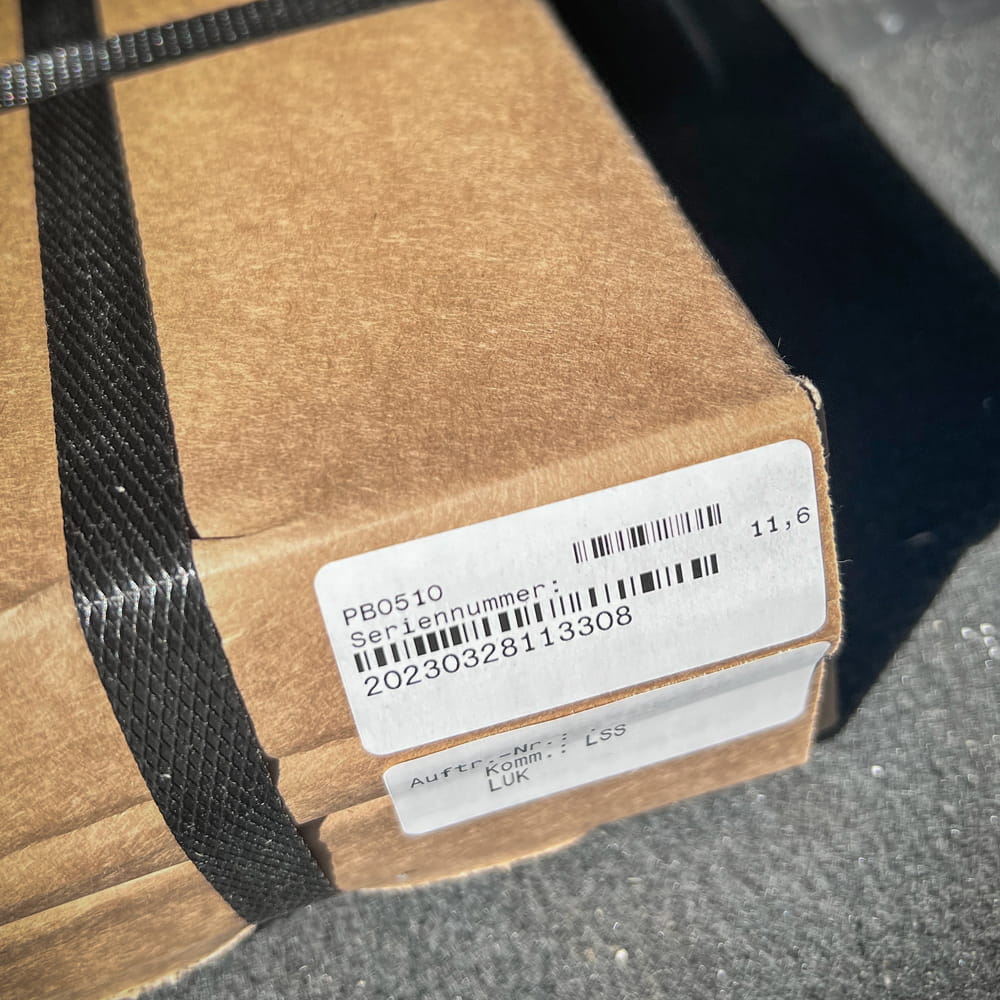 11,6
PB0510
Seriennummer:
20230328113308
Auftr.-Nr.:
Komm.: LSS
LUK